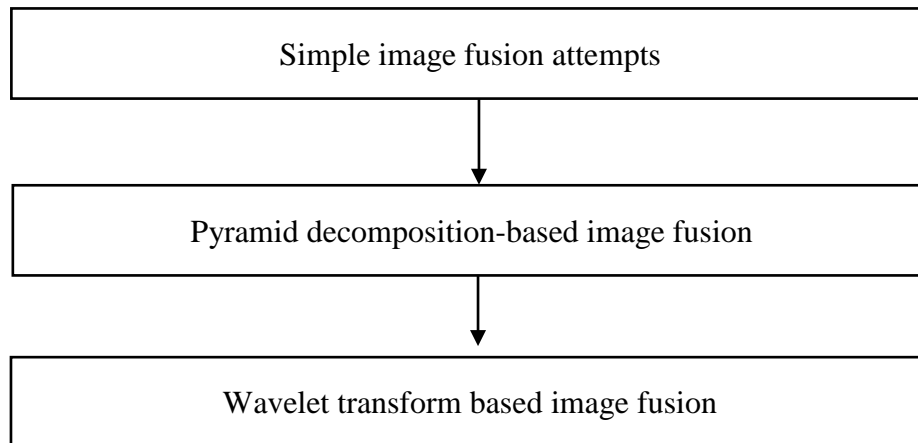 Simple image fusion attempts
Pyramid decomposition-based image fusion
Wavelet transform based image fusion